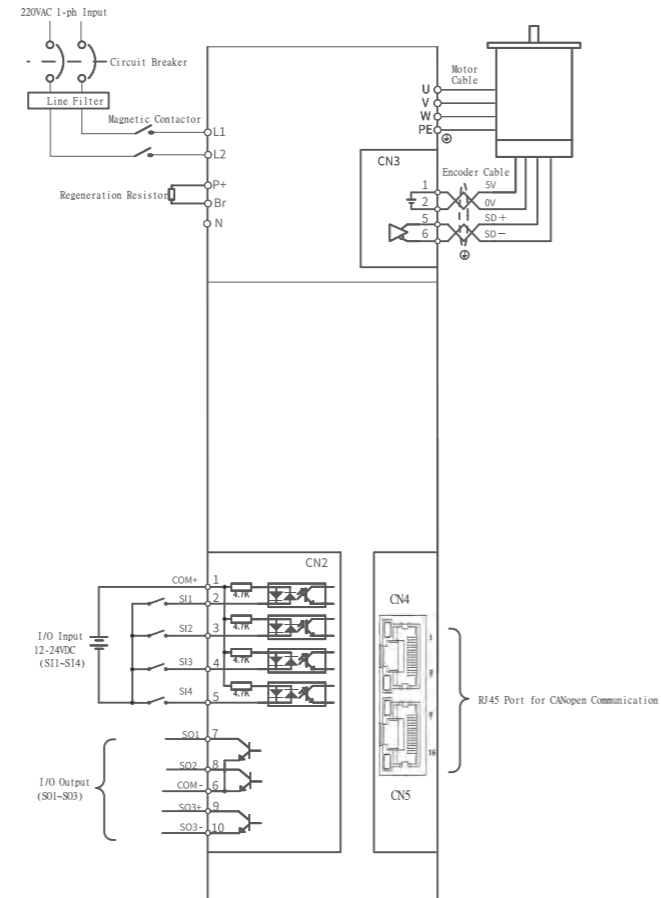 220VAC 1-ph Input
Circuit Breaker
Line Filter
Magnetic Contactor
L1
L2
Regeneration Resistor
P+
Br
N
Motor
Cable
U
V
W
PE
CN3
Encoder Cable
1
5V
2
0V
5
SD+
6
SD-
CN2
COM+
1
4.7K
SI1
2
SI2
3
4.7K
SI3
4
4.7K
SI4
5
4.7K
I/O Input
12-24VDC
(SI1~SI4)
SO1
7
SO2
8
COM-
6
SO3+
9
SO3-
10
I/O Output
(SO1~SO3)
CN4
1
16
CN5
RJ45 Port for CANopen Communication